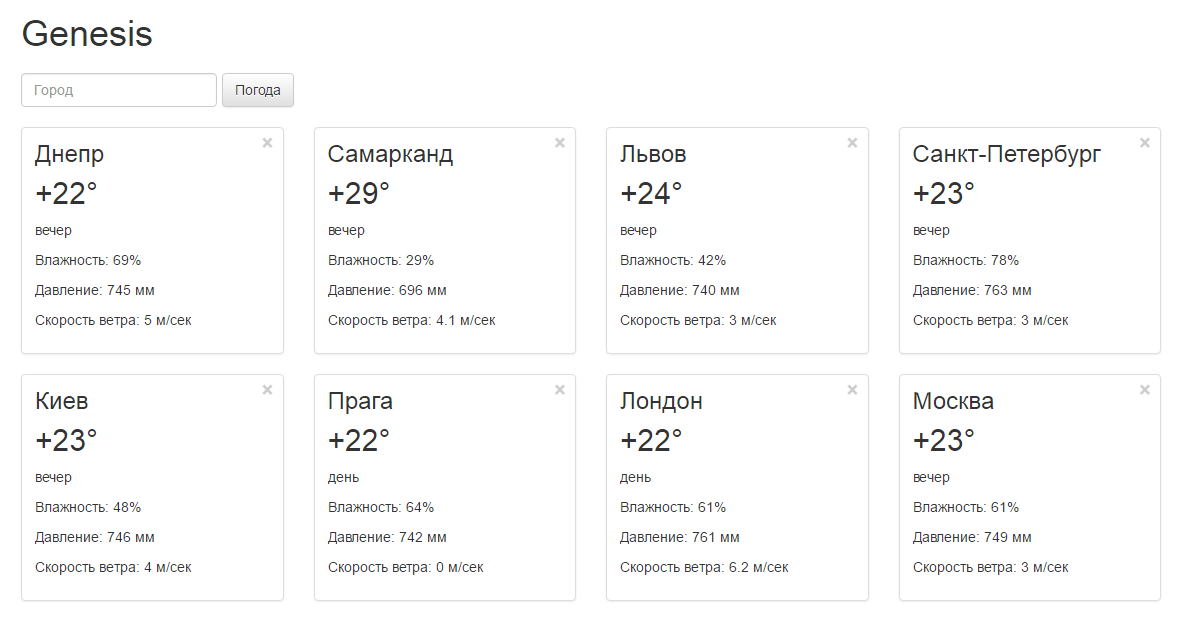 Genesis
Город
Погода
×
Днепр
+22°
вечер
Влажность: 69%
Давление: 745 мм
Скорость ветра: 5 м/сек
×
Самарканд
+29°
вечер
Влажность: 29%
Давление: 696 мм
Скорость ветра: 4.1 м/сек
×
Львов
+24°
вечер
Влажность: 42%
Давление: 740 мм
Скорость ветра: 3 м/сек
×
Санкт-Петербург
+23°
вечер
Влажность: 78%
Давление: 763 мм
Скорость ветра: 3 м/сек
×
Киев
+23°
вечер
Влажность: 48%
Давление: 746 мм
Скорость ветра: 4 м/сек
×
Прага
+22°
день
Влажность: 64%
Давление: 742 мм
Скорость ветра: 0 м/сек
×
Лондон
+22°
день
Влажность: 61%
Давление: 761 мм
Скорость ветра: 6.2 м/сек
×
Москва
+23°
вечер
Влажность: 61%
Давление: 749 мм
Скорость ветра: 3 м/сек